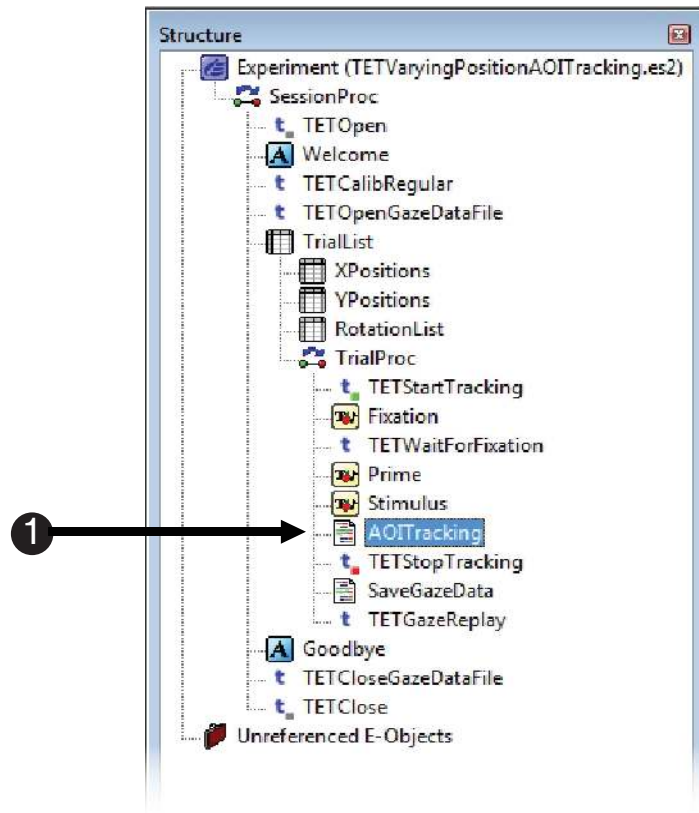 Structure
Experiment (TETVaryingPositionAOITracking.es2)
SessionProc
TETOpen
Welcome
TETCalibRegular
TETOpenGazeDataFile
TrialList
XPositions
YPositions
RotationList
TrialProc
TETStartTracking
Fixation
TETWaitForFixation
Prime
Stimulus
1 AOITracking
TETStopTracking
SaveGazeData
TETGazeReplay
Goodbye
TETCloseGazeDataFile
TETClose
Unreferenced E-Objects